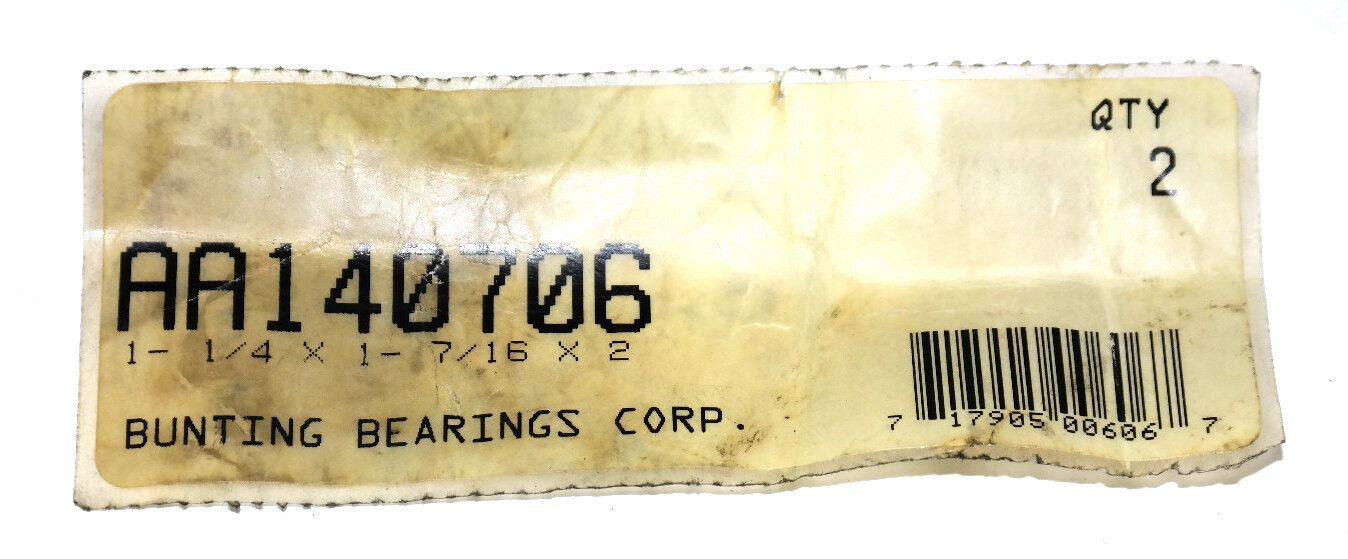 QTY
2
AA140706
1- 1/4 X 1- 7/16 X 2
BUNTING BEARINGS CORP.
7 17905 00606 7